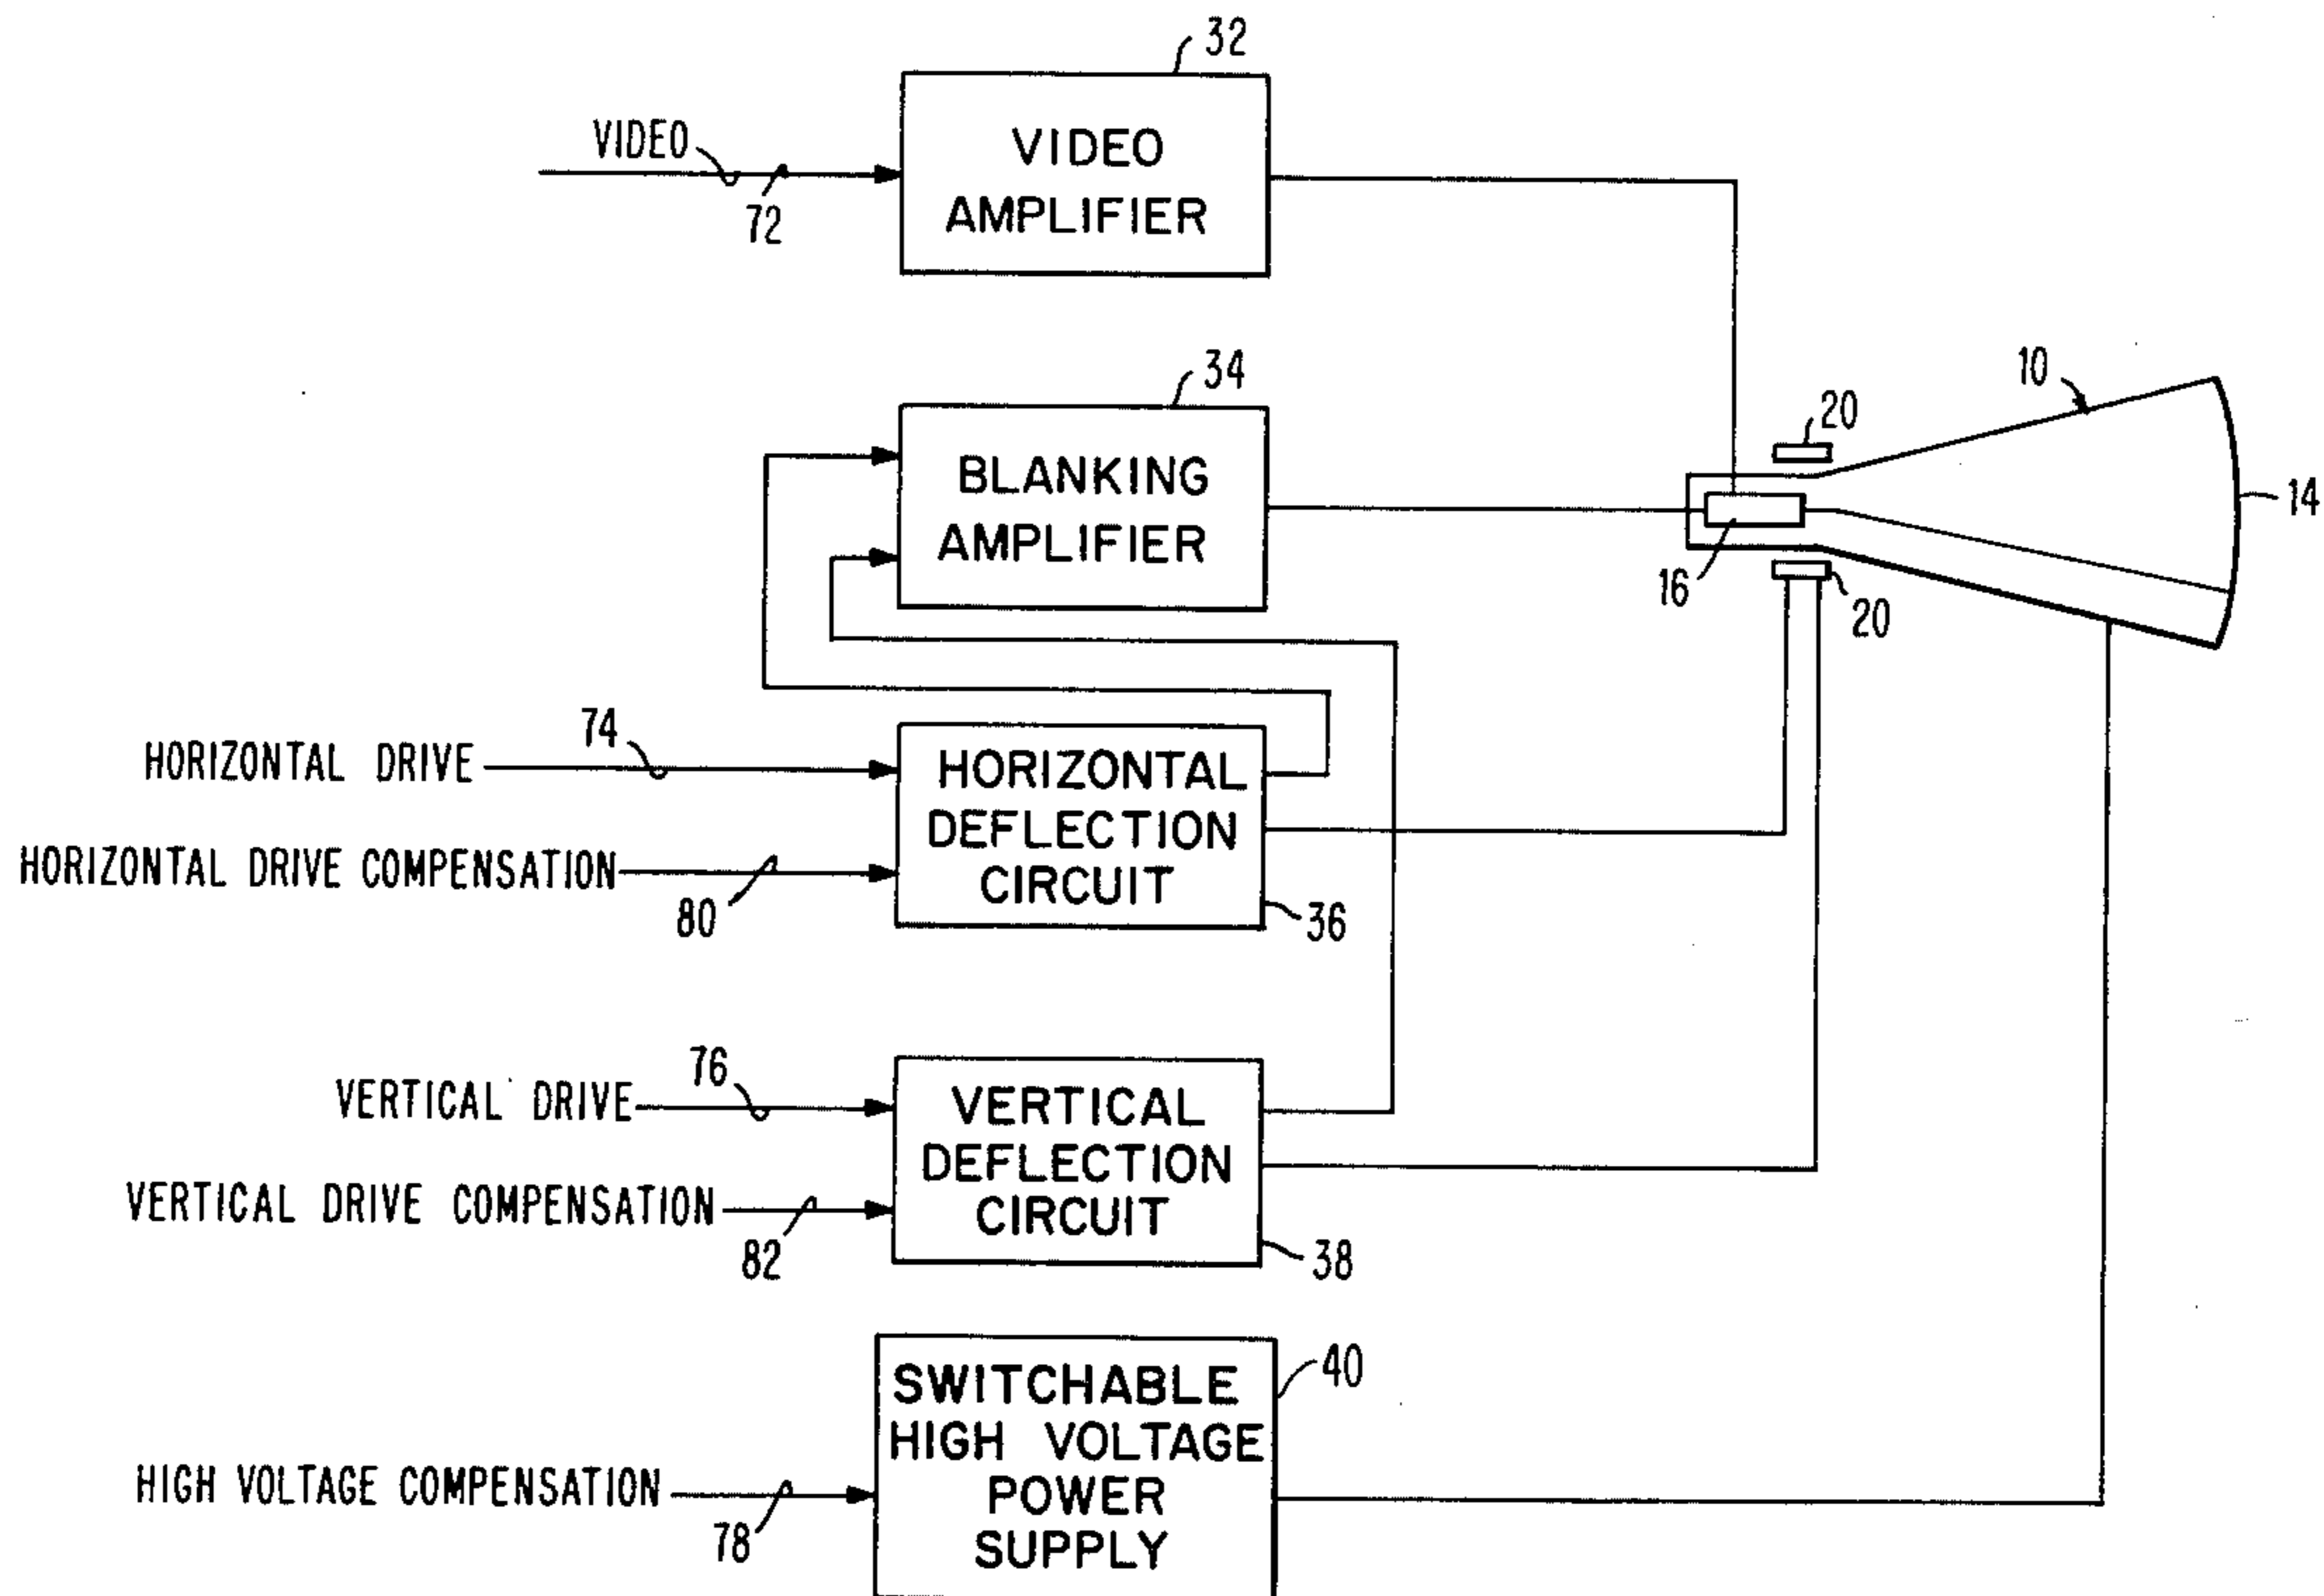 32
VIDEO
72
VIDEO
AMPLIFIER
34
BLANKING
AMPLIFIER
10
20
14
16
20
74
HORIZONTAL DRIVE
HORIZONTAL DRIVE COMPENSATION
80
HORIZONTAL
DEFLECTION
CIRCUIT
36
76
VERTICAL DRIVE
VERTICAL DRIVE COMPENSATION
82
VERTICAL
DEFLECTION
CIRCUIT
38
40
HIGH VOLTAGE COMPENSATION
78
SWITCHABLE
HIGH VOLTAGE
POWER
SUPPLY